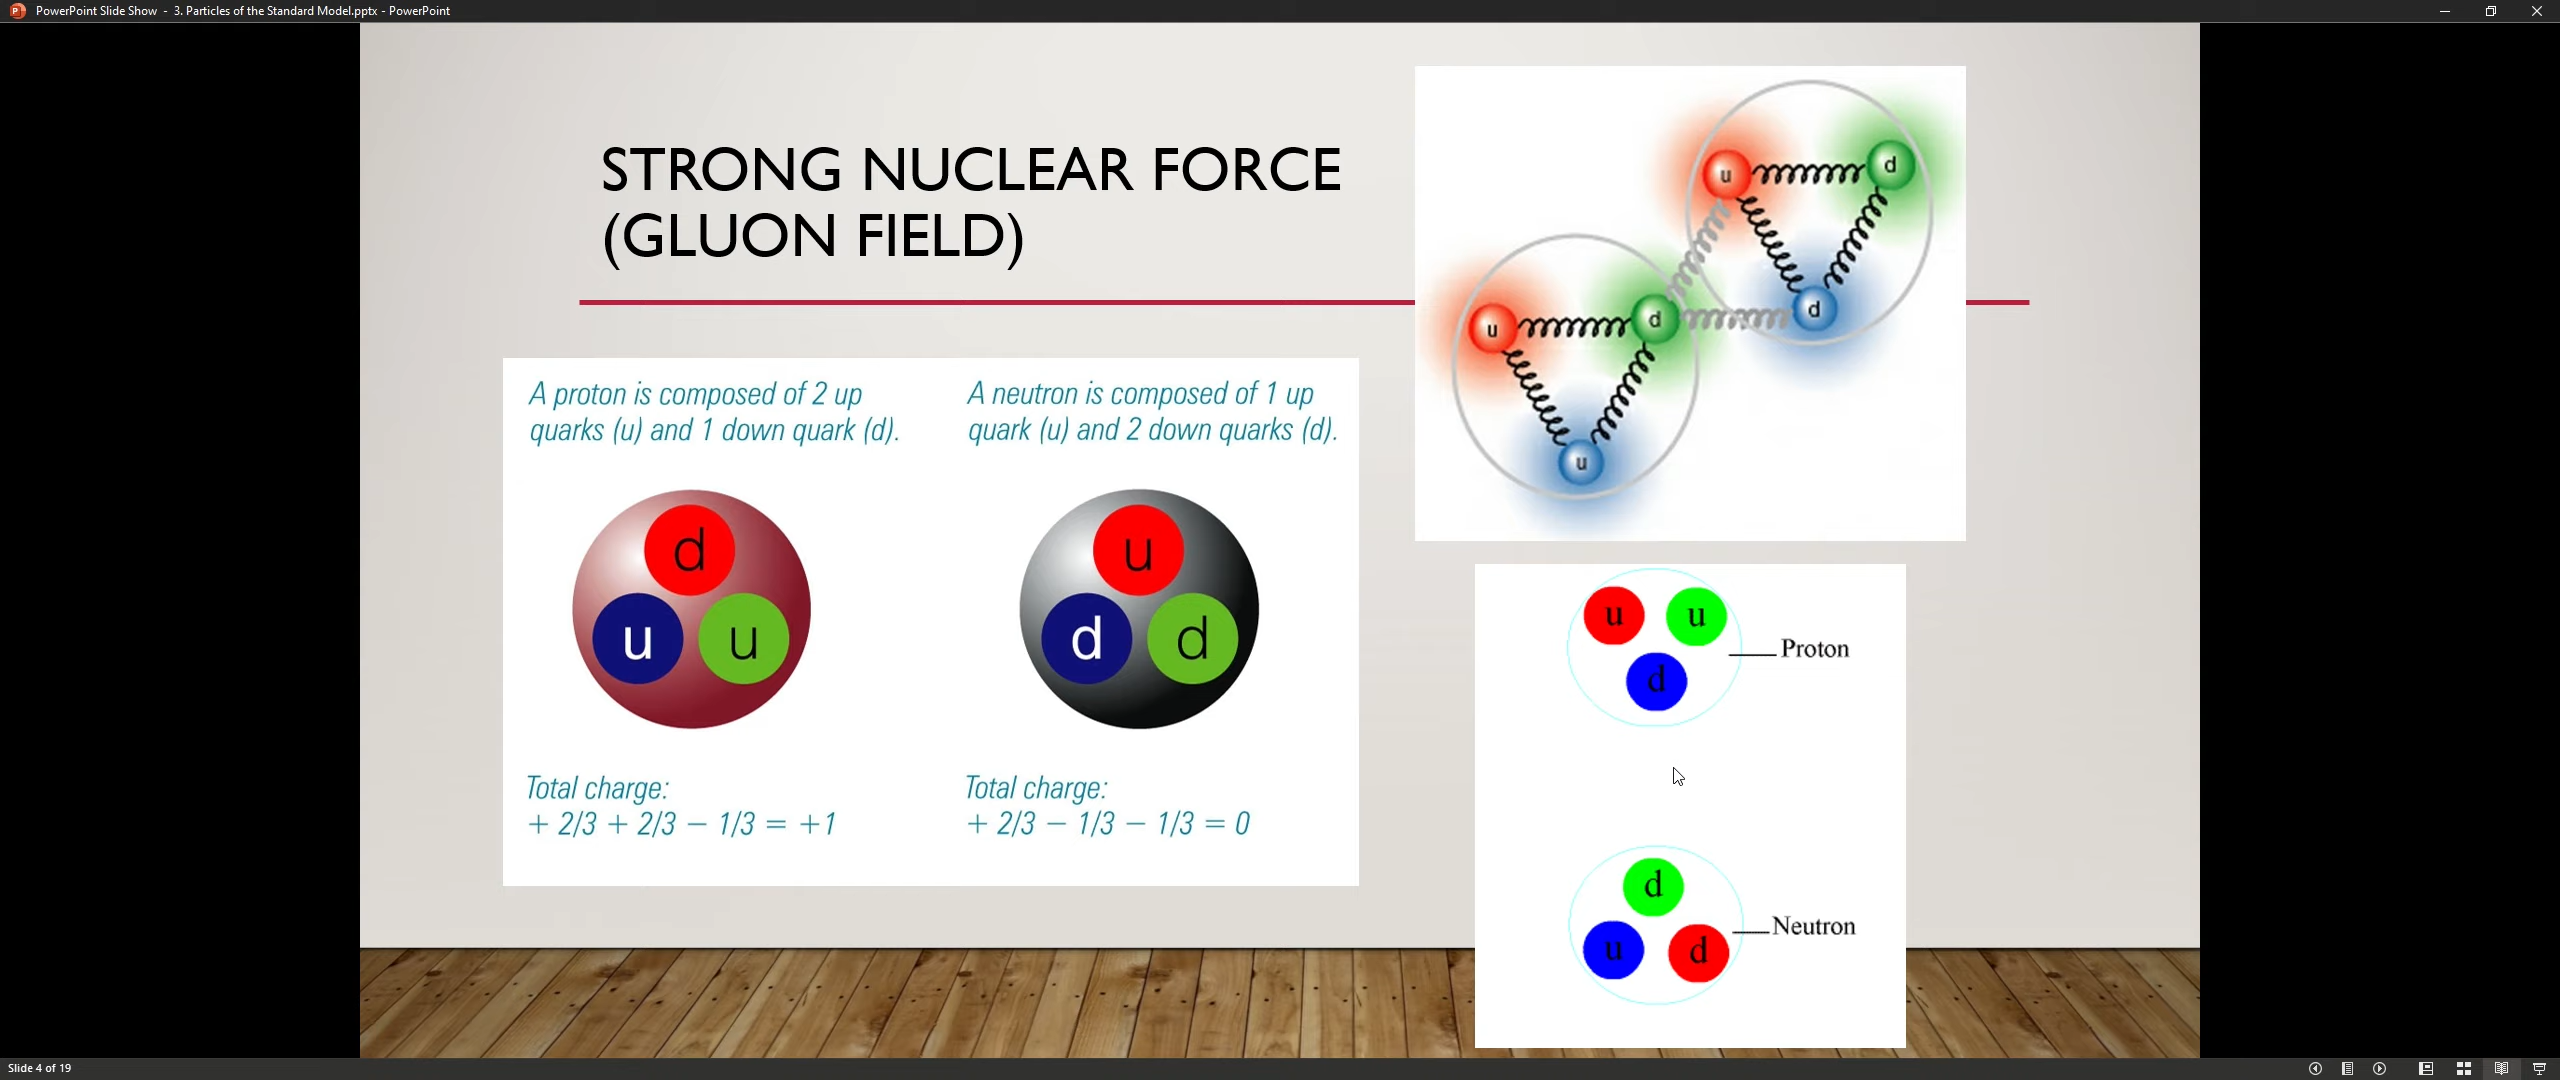 PowerPoint Slide Show - 3. Particles of the Standard Model.pptx - PowerPoint
STRONG NUCLEAR FORCE
(GLUON FIELD)
A proton is composed of 2 up
quarks (u) and 1 down quark (d).
d
u u
Total charge:
+ 2/3 + 2/3 − 1/3 = +1
A neutron is composed of 1 up
quark (u) and 2 down quarks (d).
u
d d
Total charge:
+ 2/3 − 1/3 − 1/3 = 0
u d
d
u d
u
u u
d
Proton
d
u d
Neutron
Slide 4 of 19